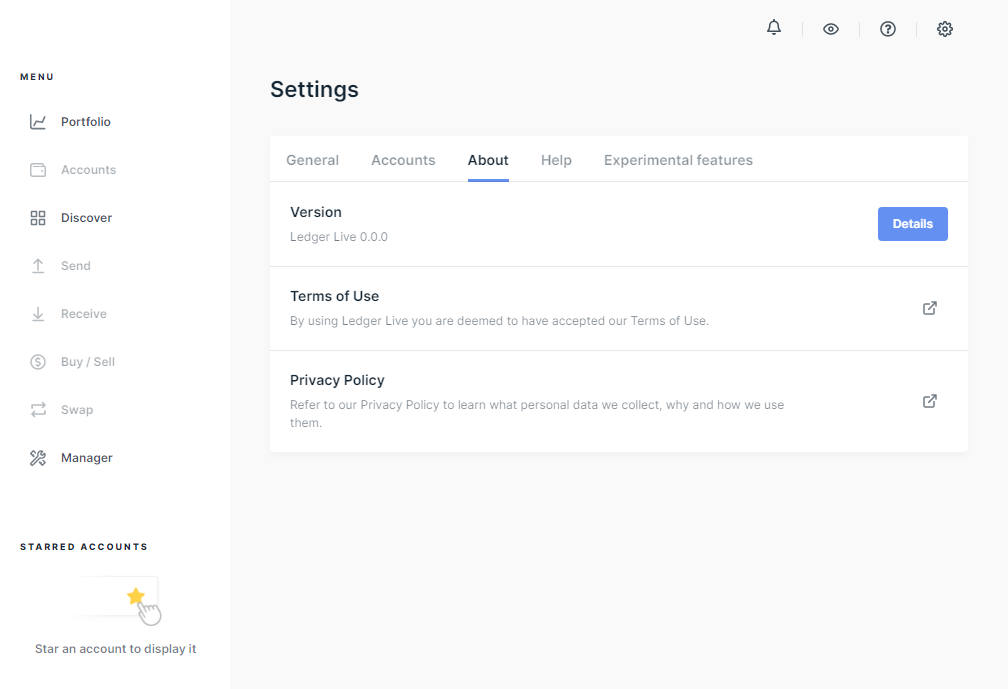 MENU
Portfolio
Accounts
Discover
Send
Receive
Buy / Sell
Swap
Manager
STARRED ACCOUNTS
Star an account to display it
Settings
General Accounts About Help Experimental features
Version
Ledger Live 0.0.0
Details
Terms of Use
By using Ledger Live you are deemed to have accepted our Terms of Use.
Privacy Policy
Refer to our Privacy Policy to learn what personal data we collect, why and how we use
them.